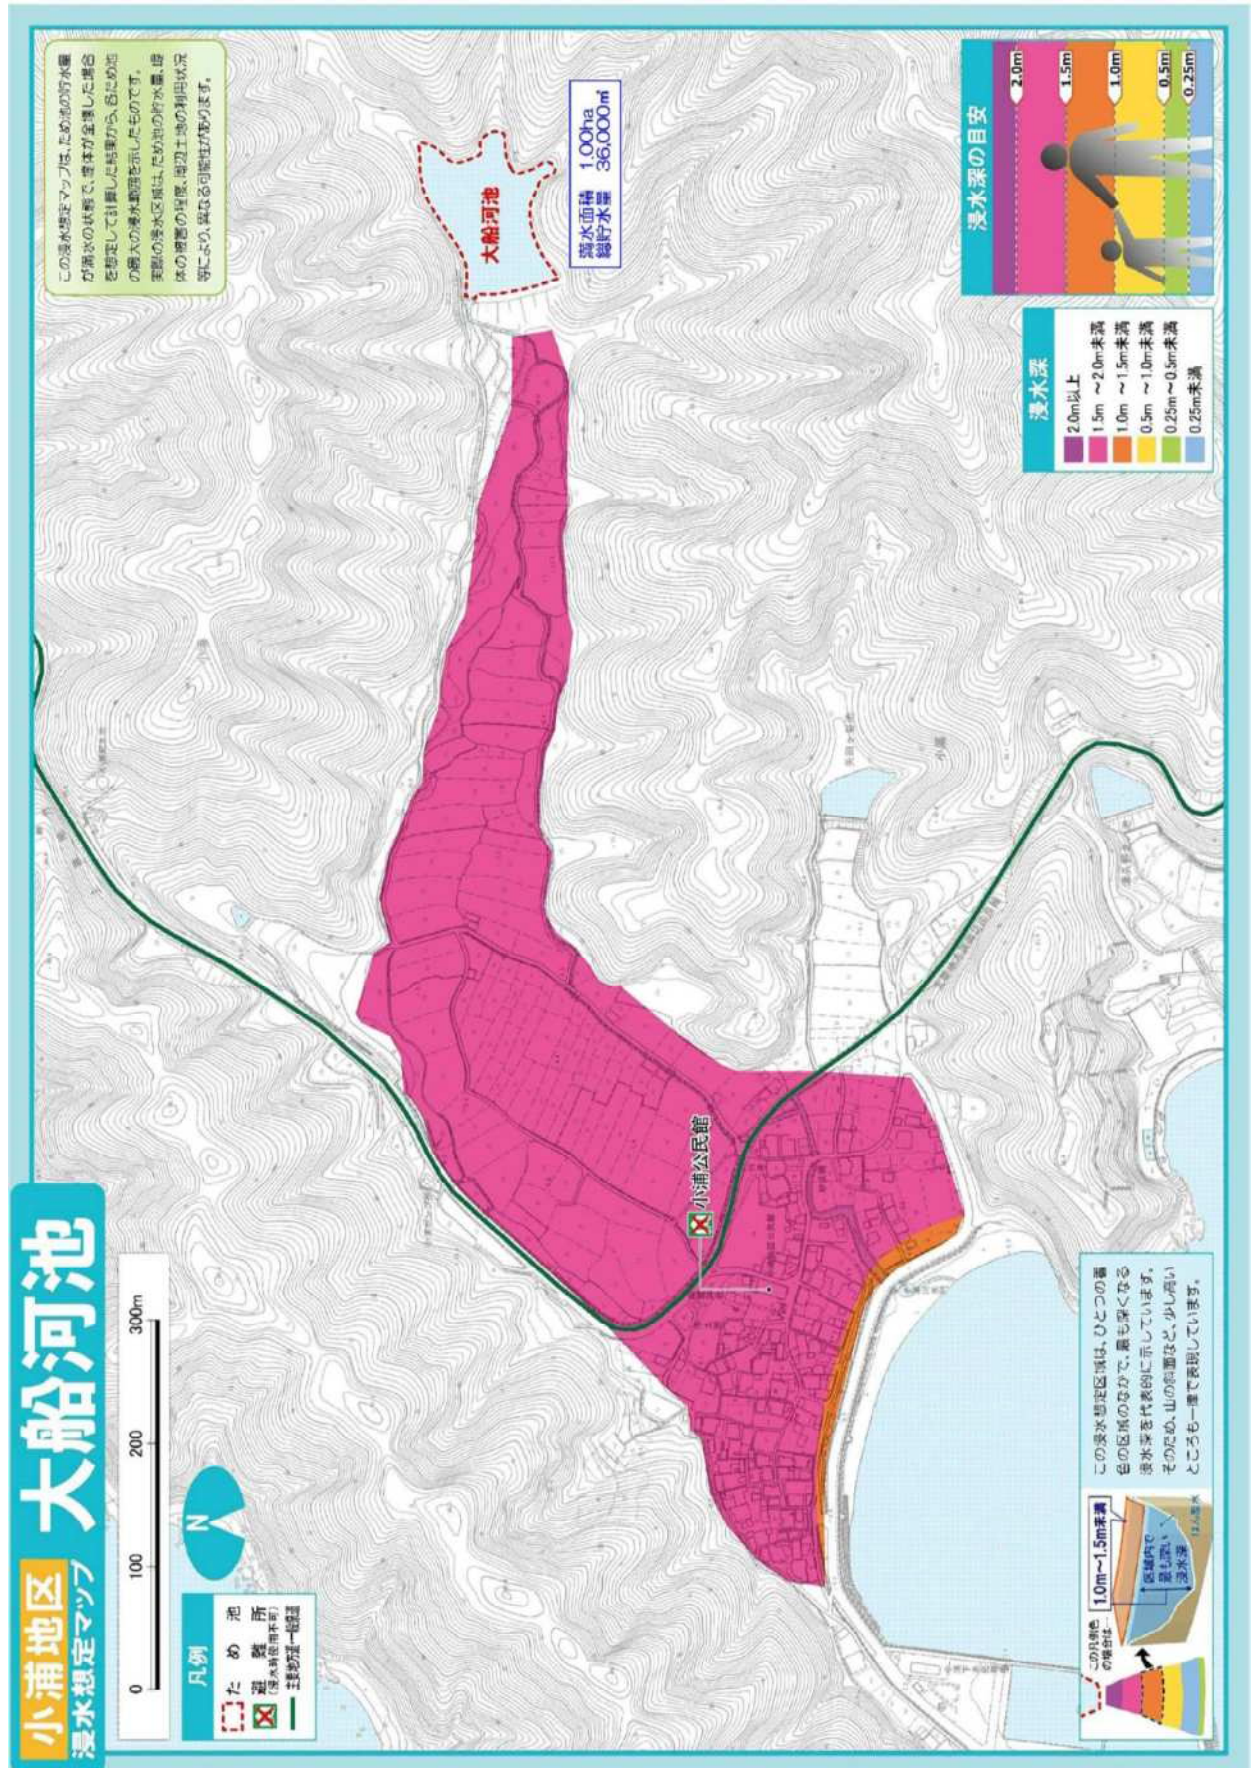 小浦地区
浸水想定マップ
大船河池
0 100 200 300m
N
凡例
ため池
避難所
(浸水時使用不可)
主要地方道・一般県道
この浸水想定マップは、ため池の貯水量
が満水の状態で、堤体が全壊した場合
を想定して計算した結果から、各ため池
の最大の浸水範囲を示したものです。
実際の浸水区域は、ため池の貯水量、堤
体の被害の程度、周辺土地の利用状況
等により、異なる可能性があります。
大船河池
満水面積 1.00ha
総貯水量 36,000㎥
小浦公民館
浸水深の目安
2.0m
1.5m
1.0m
0.5m
0.25m
浸水深
2.0m以上
1.5m ～2.0m未満
1.0m ～1.5m未満
0.5m ～1.0m未満
0.25m～0.5m未満
0.25m未満
この凡例色
の場合は…
1.0m～1.5m未満
区域内で
最も深い
浸水深
はん濫水
この浸水想定区域は、ひとつの着
色の区域のなかで、最も深くなる
浸水深を代表的に示しています。
そのため、山の斜面など、少し高い
ところも一律で表現しています。